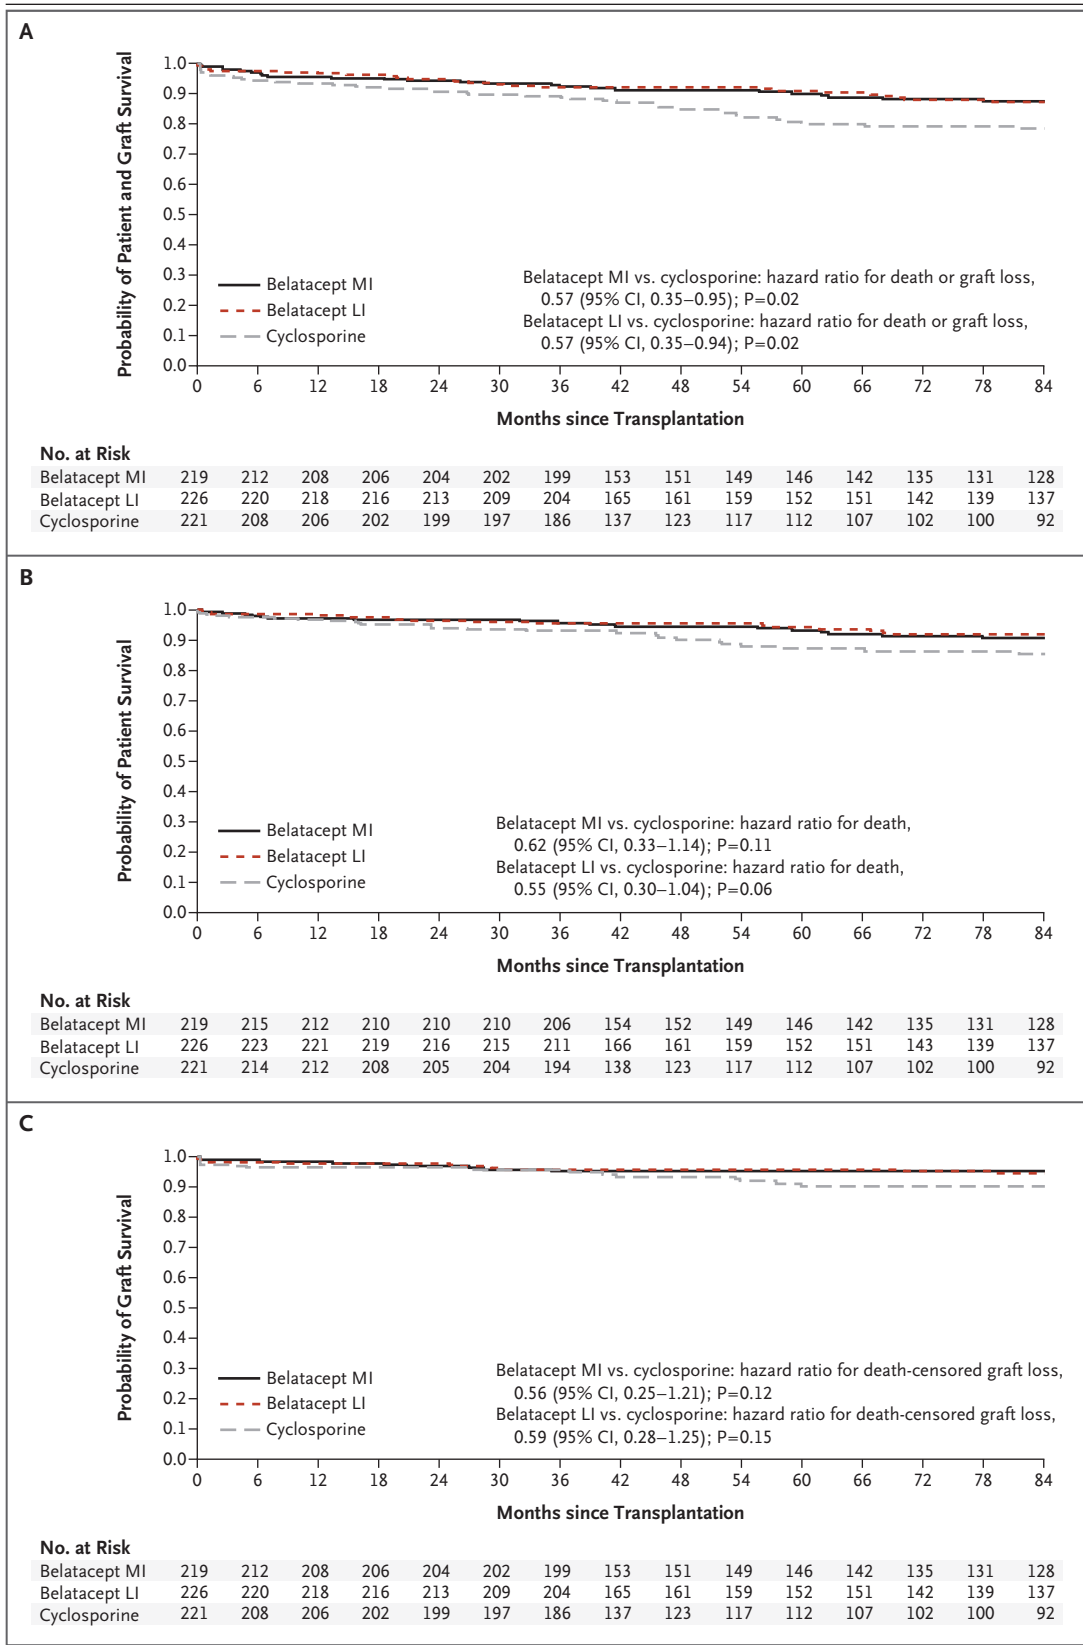 A
Probability of Patient and Graft Survival
1.0
0.9
0.8
0.7
0.6
0.5
0.4
0.3
0.2
0.1
0.0
Belatacept MI
Belatacept LI
Cyclosporine
Belatacept MI vs. cyclosporine: hazard ratio for death or graft loss,
0.57 (95% CI, 0.35–0.95); P=0.02
Belatacept LI vs. cyclosporine: hazard ratio for death or graft loss,
0.57 (95% CI, 0.35–0.94); P=0.02
0 6 12 18 24 30 36 42 48 54 60 66 72 78 84
Months since Transplantation
No. at Risk
Belatacept MI 219 212 208 206 204 202 199 153 151 149 146 142 135 131 128
Belatacept LI 226 220 218 216 213 209 204 165 161 159 152 151 142 139 137
Cyclosporine 221 208 206 202 199 197 186 137 123 117 112 107 102 100 92
B
Probability of Patient Survival
1.0
0.9
0.8
0.7
0.6
0.5
0.4
0.3
0.2
0.1
0.0
Belatacept MI
Belatacept LI
Cyclosporine
Belatacept MI vs. cyclosporine: hazard ratio for death,
0.62 (95% CI, 0.33–1.14); P=0.11
Belatacept LI vs. cyclosporine: hazard ratio for death,
0.55 (95% CI, 0.30–1.04); P=0.06
0 6 12 18 24 30 36 42 48 54 60 66 72 78 84
Months since Transplantation
No. at Risk
Belatacept MI 219 215 212 210 210 210 206 154 152 149 146 142 135 131 128
Belatacept LI 226 223 221 219 216 215 211 166 161 159 152 151 143 139 137
Cyclosporine 221 214 212 208 205 204 194 138 123 117 112 107 102 100 92
C
Probability of Graft Survival
1.0
0.9
0.8
0.7
0.6
0.5
0.4
0.3
0.2
0.1
0.0
Belatacept MI
Belatacept LI
Cyclosporine
Belatacept MI vs. cyclosporine: hazard ratio for death-censored graft loss,
0.56 (95% CI, 0.25–1.21); P=0.12
Belatacept LI vs. cyclosporine: hazard ratio for death-censored graft loss,
0.59 (95% CI, 0.28–1.25); P=0.15
0 6 12 18 24 30 36 42 48 54 60 66 72 78 84
Months since Transplantation
No. at Risk
Belatacept MI 219 212 208 206 204 202 199 153 151 149 146 142 135 131 128
Belatacept LI 226 220 218 216 213 209 204 165 161 159 152 151 142 139 137
Cyclosporine 221 208 206 202 199 197 186 137 123 117 112 107 102 100 92